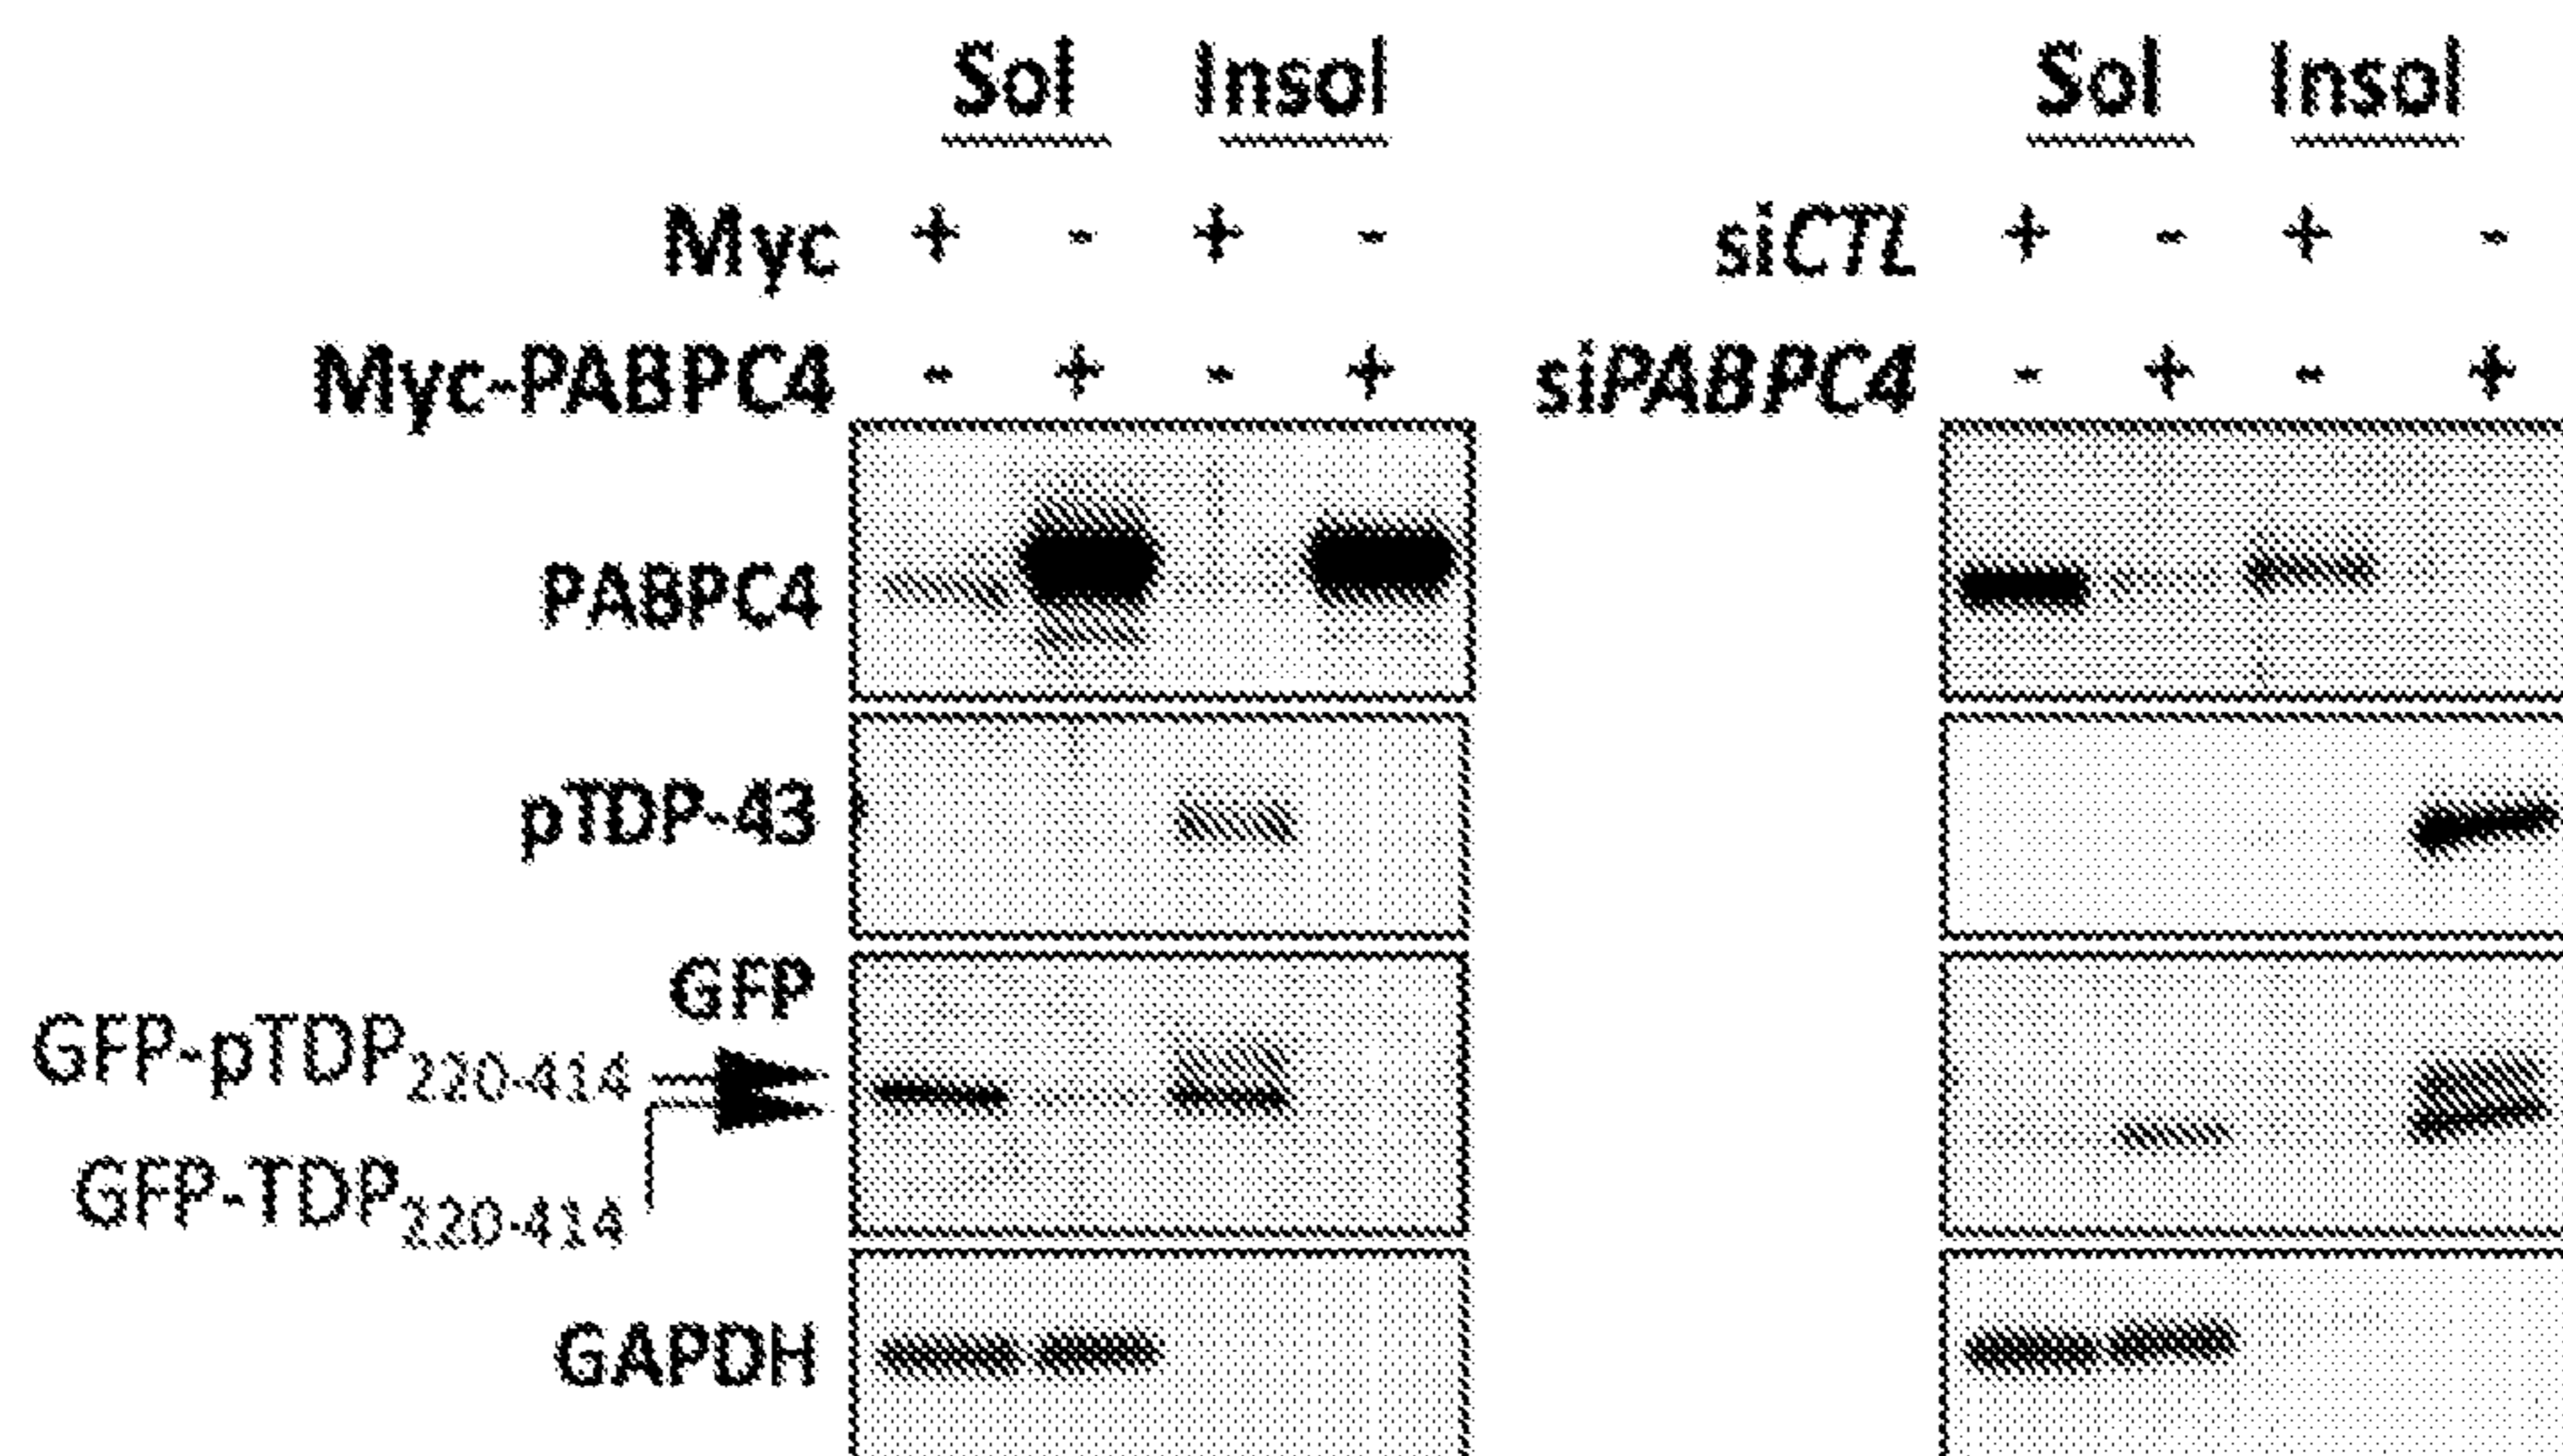 Sol Insol Sol Insol
Myc + - + - siCTL + - + -
Myc-PABPC4 - + - + siPABPC4 - + - +
PABPC4
pTDP-43
GFP
GFP-pTDP220-414
GFP-TDP220-414
GAPDH